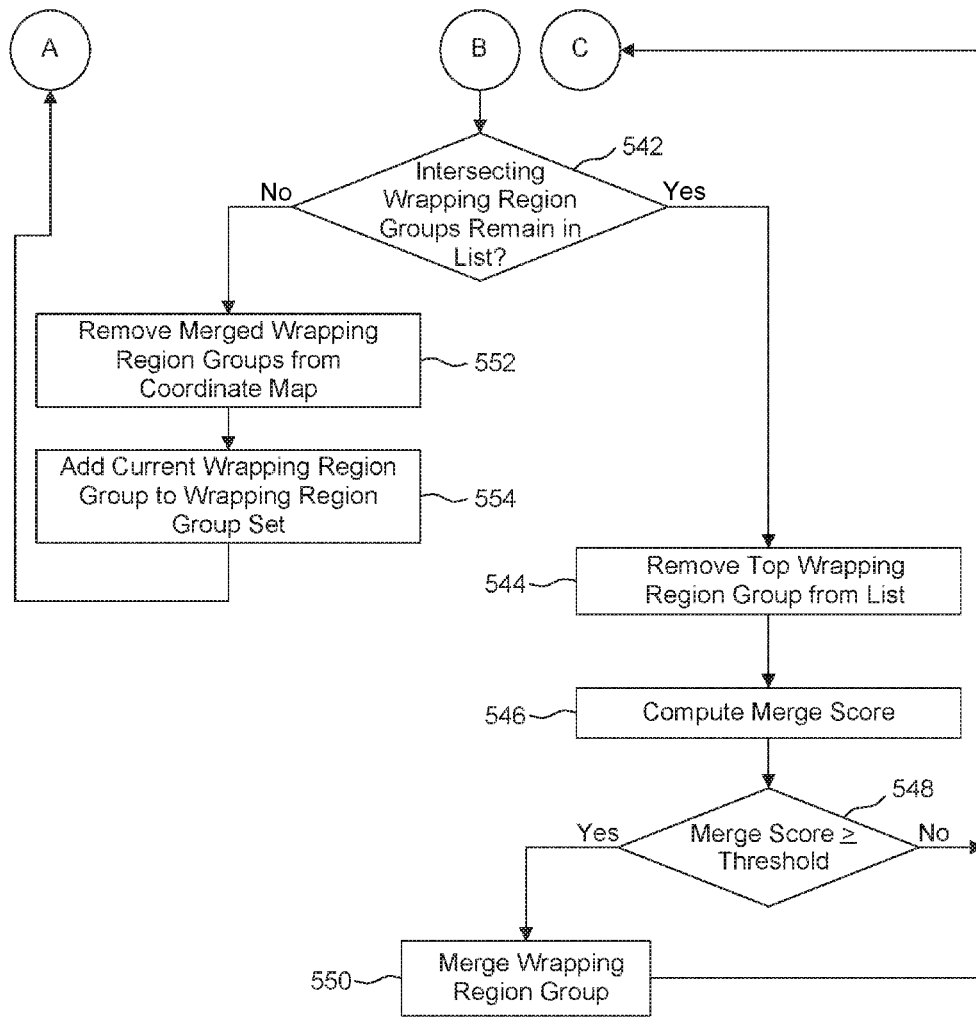 A
B
C
542
Intersecting
Wrapping Region
Groups Remain in
List?
No
Yes
Remove Merged Wrapping
Region Groups from
Coordinate Map
552
Add Current Wrapping Region
Group to Wrapping Region
Group Set
554
544
Remove Top Wrapping
Region Group from List
546
Compute Merge Score
548
Yes
Merge Score ≥
Threshold
No
550
Merge Wrapping
Region Group